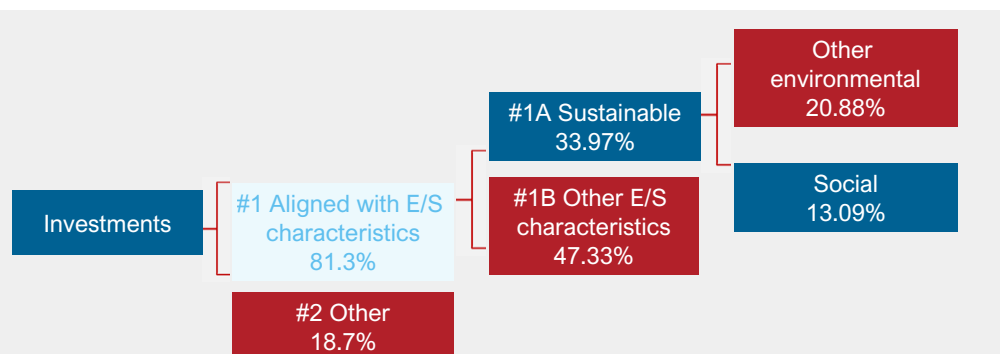 Investments
#1 Aligned with E/S
characteristics
81.3%
#2 Other
18.7%
#1A Sustainable
33.97%
#1B Other E/S
characteristics
47.33%
Other
environmental
20.88%
Social
13.09%